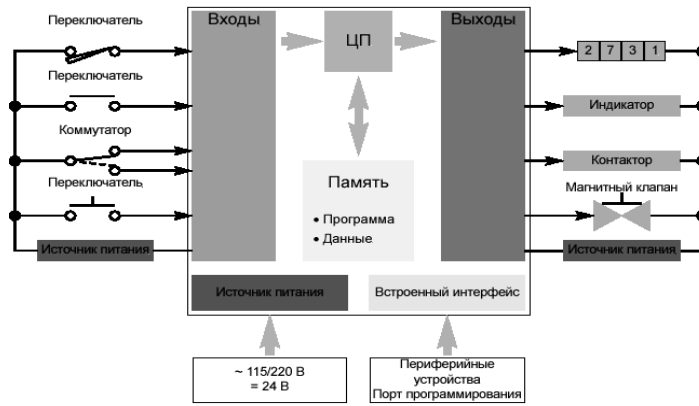 Переключатель
Входы
ЦП
Выходы
2 7 3 1
Переключатель
Индикатор
Коммутатор
Контактор
Переключатель
Память
• Программа
• Данные
Магнитный клапан
Источник питания
Источник питания
Источник питания
Встроенный интерфейс
~ 115/220 В
= 24 В
Периферийные
устройства
Порт программирования